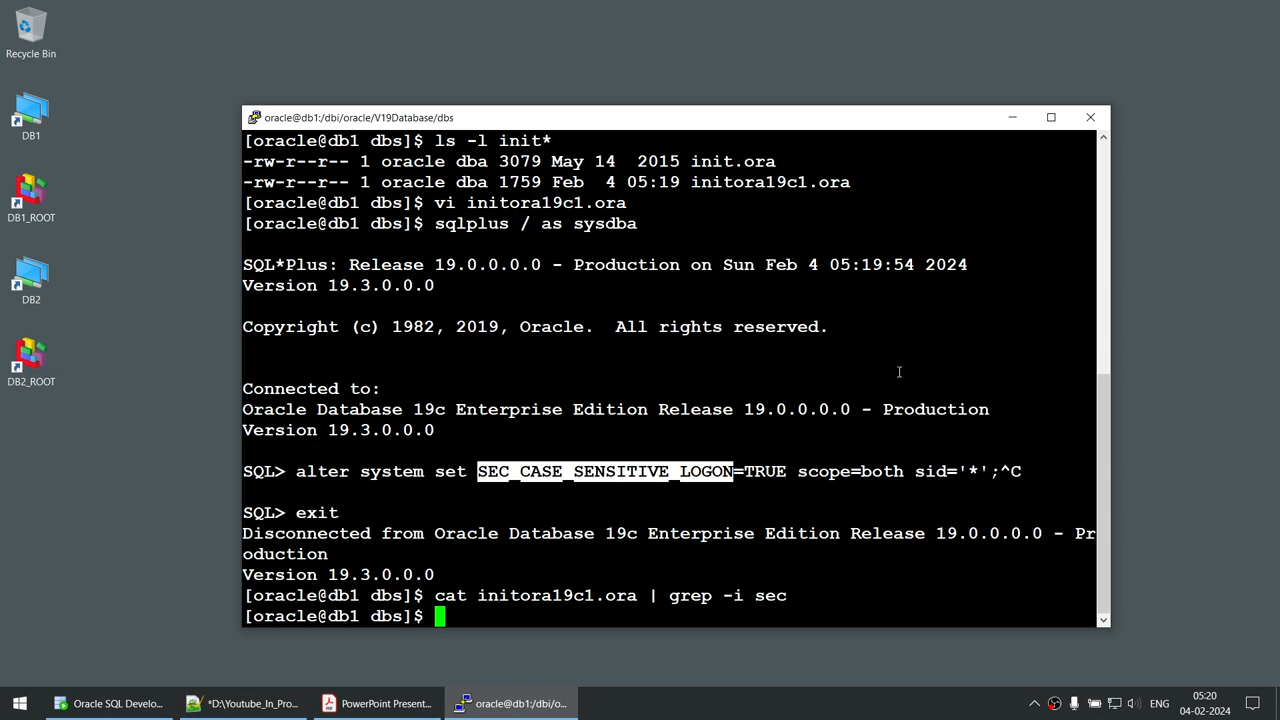 Recycle Bin
DB1
DB1_ROOT
DB2
DB2_ROOT
oracle@db1:/dbi/oracle/V19Database/dbs
[oracle@db1 dbs]$ ls -l init*
-rw-r--r-- 1 oracle dba 3079 May 14  2015 init.ora
-rw-r--r-- 1 oracle dba 1759 Feb  4 05:19 initora19c1.ora
[oracle@db1 dbs]$ vi initora19c1.ora
[oracle@db1 dbs]$ sqlplus / as sysdba
SQL*Plus: Release 19.0.0.0.0 - Production on Sun Feb 4 05:19:54 2024
Version 19.3.0.0.0
Copyright (c) 1982, 2019, Oracle.  All rights reserved.
Connected to:
Oracle Database 19c Enterprise Edition Release 19.0.0.0.0 - Production
Version 19.3.0.0.0
SQL> alter system set SEC_CASE_SENSITIVE_LOGON=TRUE scope=both sid='*';^C
SQL> exit
Disconnected from Oracle Database 19c Enterprise Edition Release 19.0.0.0.0 - Pr
oduction
Version 19.3.0.0.0
[oracle@db1 dbs]$ cat initora19c1.ora | grep -i sec
[oracle@db1 dbs]$
Oracle SQL Develo...
*D:\Youtube_In_Pro...
PowerPoint Present...
oracle@db1:/dbi/o...
ENG
05:20
04-02-2024